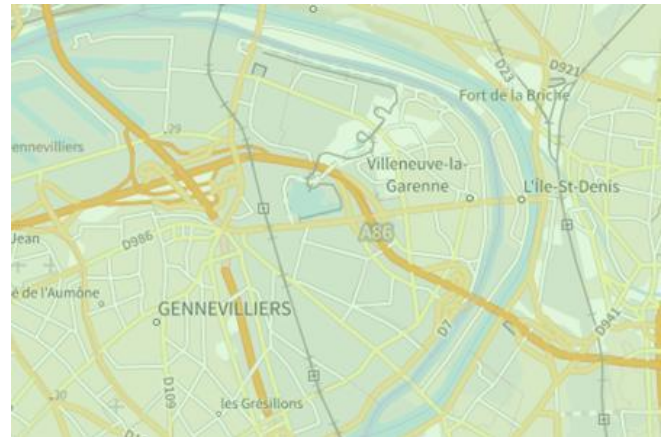 D921
D23
Fort de la Briche
79
ennevilliers
Villeneuve-la-
Garenne
L'Île-St-Denis
Jean
D986
A86
é de l'Aumône
GENNEVILLIERS
D7
D941
D109
30
les Grésillons